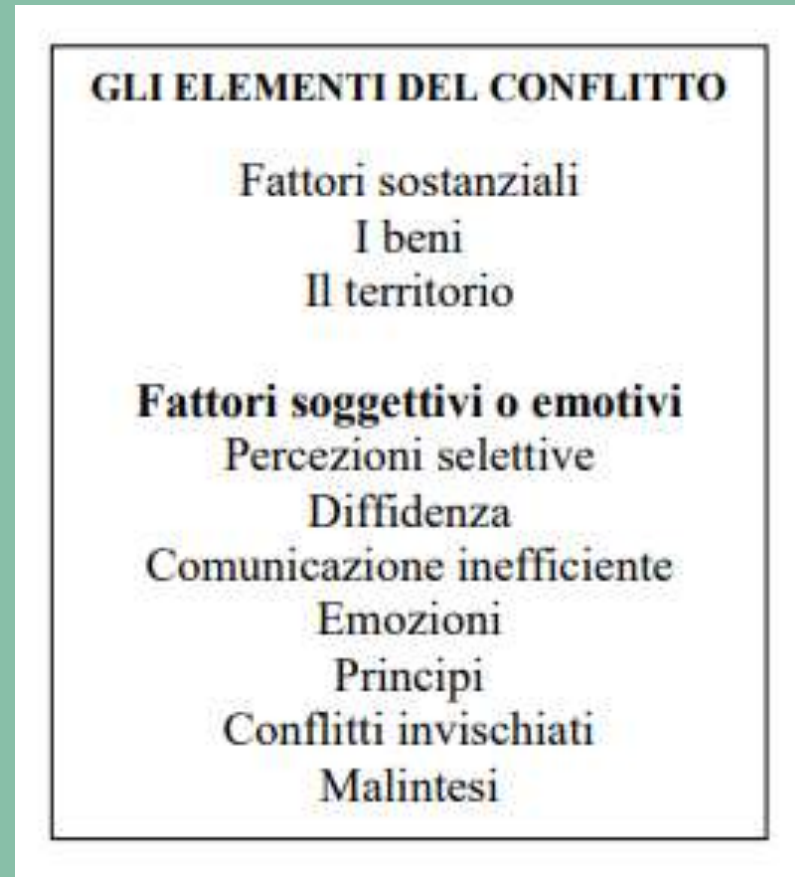 GLI ELEMENTI DEL CONFLITTO
Fattori sostanziali
I beni
Il territorio
Fattori soggettivi o emotivi
Percezioni selettive
Diffidenza
Comunicazione inefficiente
Emozioni
Principi
Conflitti invischiati
Malintesi